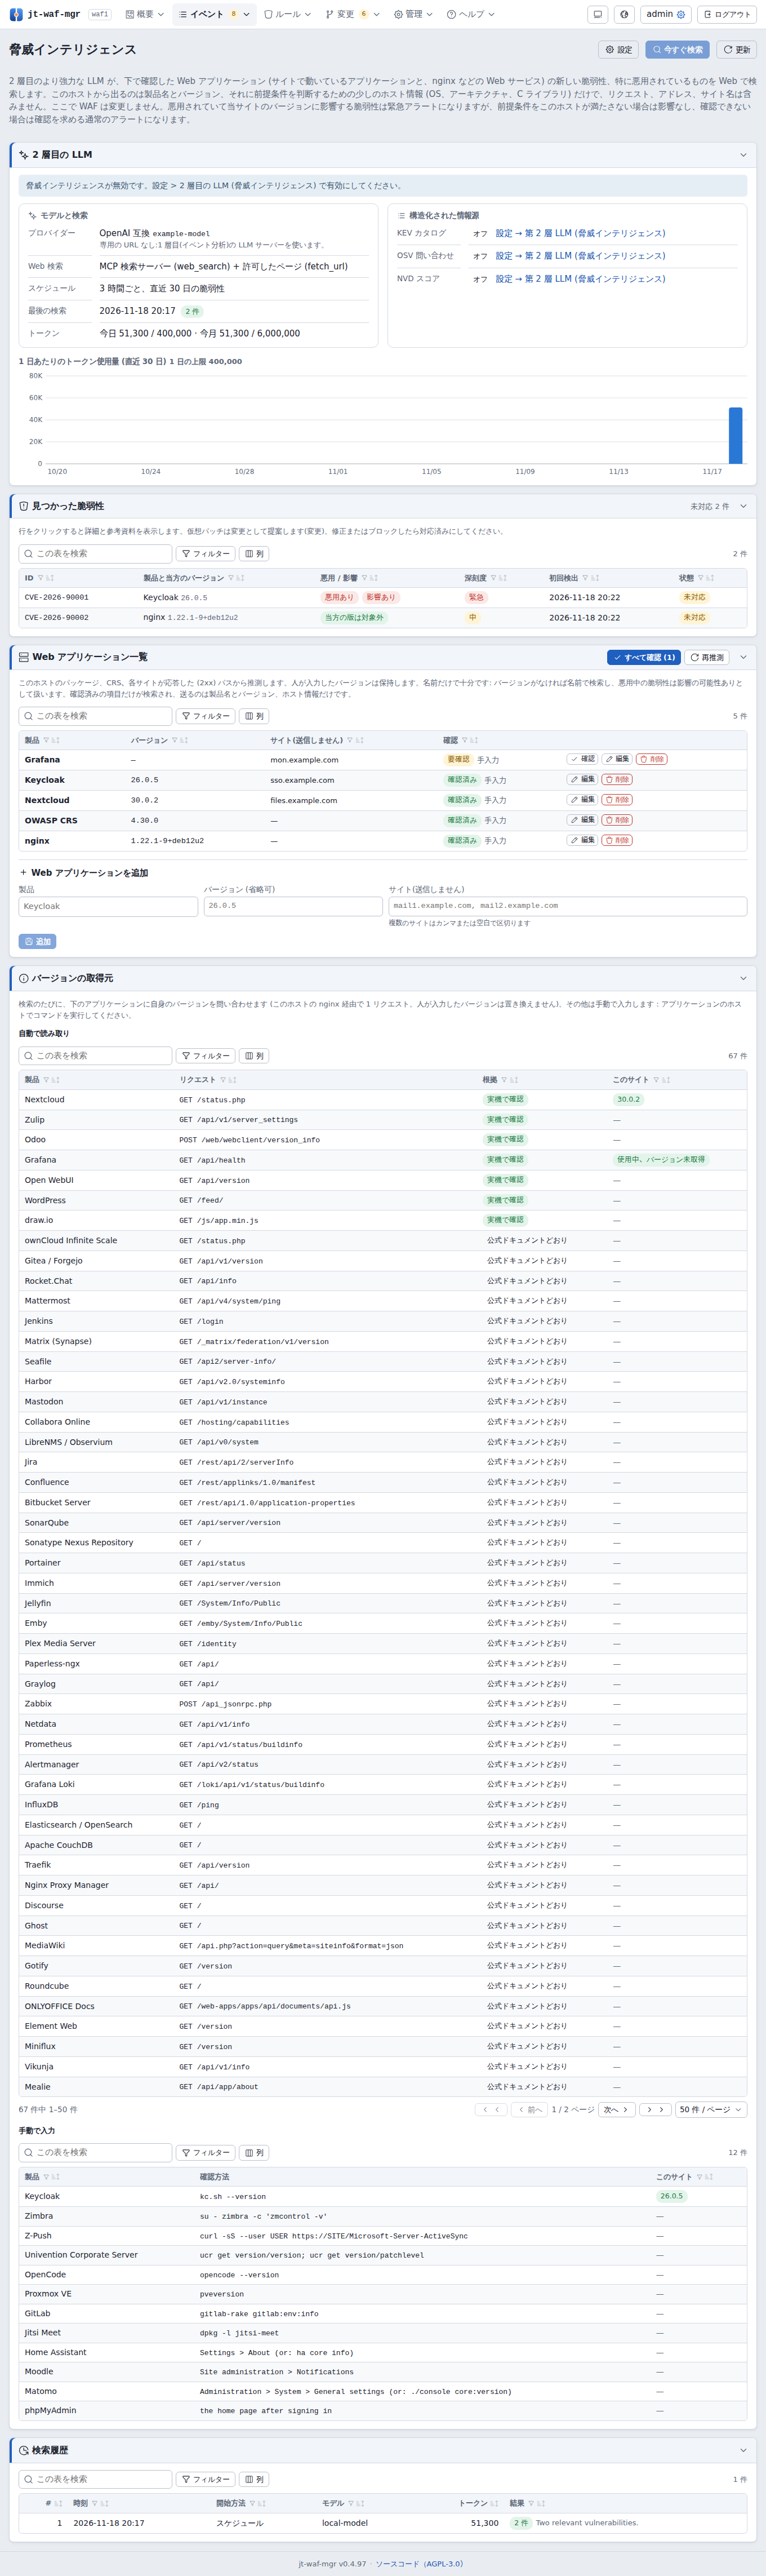 jt-waf-mgr waf1 概要 イベント 8 ルール 変更 6 管理 ヘルプ admin ログアウト
脅威インテリジェンス 設定 今すぐ検索 更新
2 層目のより強力な LLM が、下で確認した Web アプリケーション (サイトで動いているアプリケーションと、nginx などの Web サービス) の新しい脆弱性、特に悪用されているものを Web で検
索します。このホストから出るのは製品名とバージョン、それに前提条件を判断するための少しのホスト情報 (OS、アーキテクチャ、C ライブラリ) だけで、リクエスト、アドレス、サイト名は含
みません。ここで WAF は変更しません。悪用されていて当サイトのバージョンに影響する脆弱性は緊急アラートになりますが、前提条件をこのホストが満たさない場合は影響なし、確認できない
場合は確認を求める通常のアラートになります。
2 層目の LLM
脅威インテリジェンスが無効です。設定 > 2 層目の LLM (脅威インテリジェンス) で有効にしてください。
モデルと検索
プロバイダー OpenAI 互換 example-model
専用の URL なし:1 層目(イベント分析)の LLM サーバーを使います。
Web 検索 MCP 検索サーバー (web_search) + 許可したページ (fetch_url)
スケジュール 3 時間ごと、直近 30 日の脆弱性
最後の検索 2026-11-18 20:17 2 件
トークン 今日 51,300 / 400,000 · 今月 51,300 / 6,000,000
構造化された情報源
KEV カタログ オフ 設定 → 第 2 層 LLM (脅威インテリジェンス)
OSV 問い合わせ オフ 設定 → 第 2 層 LLM (脅威インテリジェンス)
NVD スコア オフ 設定 → 第 2 層 LLM (脅威インテリジェンス)
1 日あたりのトークン使用量 (直近 30 日) 1 日の上限 400,000
80K
60K
40K
20K
0
10/20 10/24 10/28 11/01 11/05 11/09 11/13 11/17
見つかった脆弱性 未対応 2 件
行をクリックすると詳細と参考資料を表示します。仮想パッチは変更として提案します(変更)。修正またはブロックしたら対応済みにしてください。
この表を検索 フィルター 列 2 件
ID 製品と当方のバージョン 悪用 / 影響 深刻度 初回検出 状態
CVE-2026-90001 Keycloak 26.0.5 悪用あり 影響あり 緊急 2026-11-18 20:22 未対応
CVE-2026-90002 nginx 1.22.1-9+deb12u2 当方の版は対象外 中 2026-11-18 20:22 未対応
Web アプリケーション一覧 すべて確認 (1) 再推測
このホストのパッケージ、CRS、各サイトが応答した (2xx) パスから推測します。人が入力したバージョンは保持します。名前だけで十分です: バージョンがなければ名前で検索し、悪用中の脆弱性は影響の可能性ありと
して扱います。確認済みの項目だけが検索され、送るのは製品名とバージョン、ホスト情報だけです。
この表を検索 フィルター 列 5 件
製品 バージョン サイト(送信しません) 確認
Grafana — mon.example.com 要確認 手入力 確認 編集 削除
Keycloak 26.0.5 sso.example.com 確認済み 手入力 編集 削除
Nextcloud 30.0.2 files.example.com 確認済み 手入力 編集 削除
OWASP CRS 4.30.0 — 確認済み 手入力 編集 削除
nginx 1.22.1-9+deb12u2 — 確認済み 手入力 編集 削除
Web アプリケーションを追加
製品 バージョン (省略可) サイト(送信しません)
Keycloak 26.0.5 mail1.example.com, mail2.example.com
複数のサイトはカンマまたは空白で区切ります
追加
バージョンの取得元
検索のたびに、下のアプリケーションに自身のバージョンを問い合わせます (このホストの nginx 経由で 1 リクエスト。人が入力したバージョンは置き換えません)。その他は手動で入力します：アプリケーションのホス
トでコマンドを実行してください。
自動で読み取り
この表を検索 フィルター 列 67 件
製品 リクエスト 根拠 このサイト
Nextcloud GET /status.php 実機で確認 30.0.2
Zulip GET /api/v1/server_settings 実機で確認 —
Odoo POST /web/webclient/version_info 実機で確認 —
Grafana GET /api/health 実機で確認 使用中、バージョン未取得
Open WebUI GET /api/version 実機で確認 —
WordPress GET /feed/ 実機で確認 —
draw.io GET /js/app.min.js 実機で確認 —
ownCloud Infinite Scale GET /status.php 公式ドキュメントどおり —
Gitea / Forgejo GET /api/v1/version 公式ドキュメントどおり —
Rocket.Chat GET /api/info 公式ドキュメントどおり —
Mattermost GET /api/v4/system/ping 公式ドキュメントどおり —
Jenkins GET /login 公式ドキュメントどおり —
Matrix (Synapse) GET /_matrix/federation/v1/version 公式ドキュメントどおり —
Seafile GET /api2/server-info/ 公式ドキュメントどおり —
Harbor GET /api/v2.0/systeminfo 公式ドキュメントどおり —
Mastodon GET /api/v1/instance 公式ドキュメントどおり —
Collabora Online GET /hosting/capabilities 公式ドキュメントどおり —
LibreNMS / Observium GET /api/v0/system 公式ドキュメントどおり —
Jira GET /rest/api/2/serverInfo 公式ドキュメントどおり —
Confluence GET /rest/applinks/1.0/manifest 公式ドキュメントどおり —
Bitbucket Server GET /rest/api/1.0/application-properties 公式ドキュメントどおり —
SonarQube GET /api/server/version 公式ドキュメントどおり —
Sonatype Nexus Repository GET / 公式ドキュメントどおり —
Portainer GET /api/status 公式ドキュメントどおり —
Immich GET /api/server/version 公式ドキュメントどおり —
Jellyfin GET /System/Info/Public 公式ドキュメントどおり —
Emby GET /emby/System/Info/Public 公式ドキュメントどおり —
Plex Media Server GET /identity 公式ドキュメントどおり —
Paperless-ngx GET /api/ 公式ドキュメントどおり —
Graylog GET /api/ 公式ドキュメントどおり —
Zabbix POST /api_jsonrpc.php 公式ドキュメントどおり —
Netdata GET /api/v1/info 公式ドキュメントどおり —
Prometheus GET /api/v1/status/buildinfo 公式ドキュメントどおり —
Alertmanager GET /api/v2/status 公式ドキュメントどおり —
Grafana Loki GET /loki/api/v1/status/buildinfo 公式ドキュメントどおり —
InfluxDB GET /ping 公式ドキュメントどおり —
Elasticsearch / OpenSearch GET / 公式ドキュメントどおり —
Apache CouchDB GET / 公式ドキュメントどおり —
Traefik GET /api/version 公式ドキュメントどおり —
Nginx Proxy Manager GET /api/ 公式ドキュメントどおり —
Discourse GET / 公式ドキュメントどおり —
Ghost GET / 公式ドキュメントどおり —
MediaWiki GET /api.php?action=query&meta=siteinfo&format=json 公式ドキュメントどおり —
Gotify GET /version 公式ドキュメントどおり —
Roundcube GET / 公式ドキュメントどおり —
ONLYOFFICE Docs GET /web-apps/apps/api/documents/api.js 公式ドキュメントどおり —
Element Web GET /version 公式ドキュメントどおり —
Miniflux GET /version 公式ドキュメントどおり —
Vikunja GET /api/v1/info 公式ドキュメントどおり —
Mealie GET /api/app/about 公式ドキュメントどおり —
67 件中 1–50 件 前へ 1 / 2 ページ 次へ 50 件 / ページ
手動で入力
この表を検索 フィルター 列 12 件
製品 確認方法 このサイト
Keycloak kc.sh --version 26.0.5
Zimbra su - zimbra -c 'zmcontrol -v' —
Z-Push curl -sS --user USER https://SITE/Microsoft-Server-ActiveSync —
Univention Corporate Server ucr get version/version; ucr get version/patchlevel —
OpenCode opencode --version —
Proxmox VE pveversion —
GitLab gitlab-rake gitlab:env:info —
Jitsi Meet dpkg -l jitsi-meet —
Home Assistant Settings > About (or: ha core info) —
Moodle Site administration > Notifications —
Matomo Administration > System > General settings (or: ./console core:version) —
phpMyAdmin the home page after signing in —
検索履歴
この表を検索 フィルター 列 1 件
# 時刻 開始方法 モデル トークン 結果
1 2026-11-18 20:17 スケジュール local-model 51,300 2 件 Two relevant vulnerabilities.
jt-waf-mgr v0.4.97 · ソースコード（AGPL-3.0）